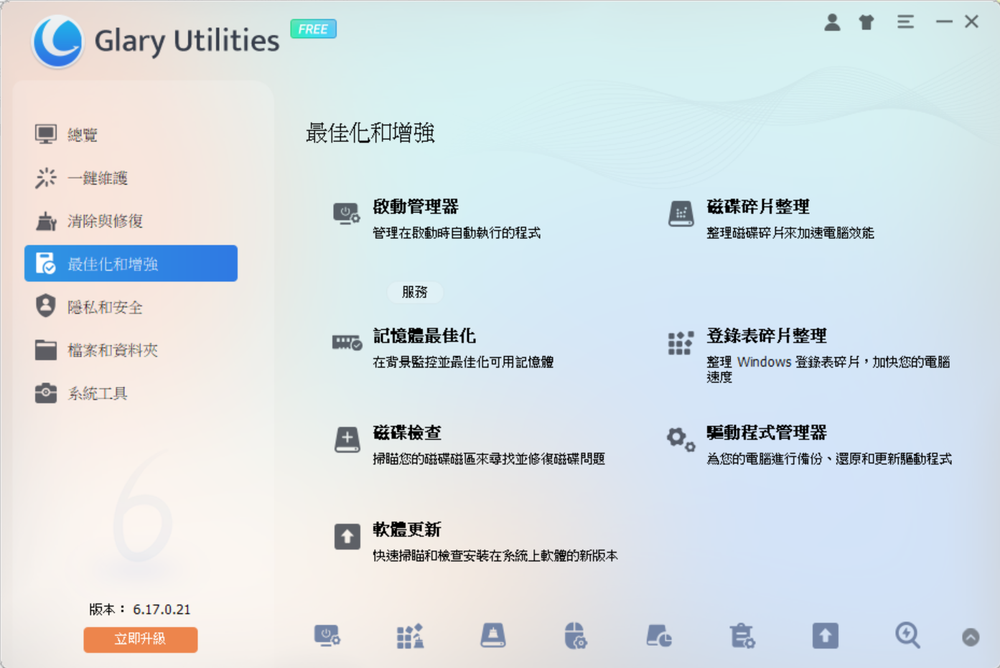 Glary Utilities FREE
總覽
一鍵維護
清除與修復
最佳化和增強
隱私和安全
檔案和資料夾
系統工具
6
版本： 6.17.0.21
立即升級
最佳化和增強
啟動管理器
管理在啟動時自動執行的程式
服務
磁碟碎片整理
整理磁碟碎片來加速電腦效能
記憶體最佳化
在背景監控並最佳化可用記憶體
登錄表碎片整理
整理 Windows 登錄表碎片，加快您的電腦
速度
磁碟檢查
掃瞄您的磁碟磁區來尋找並修復磁碟問題
驅動程式管理器
為您的電腦進行備份、還原和更新驅動程式
軟體更新
快速掃瞄和檢查安裝在系統上軟體的新版本